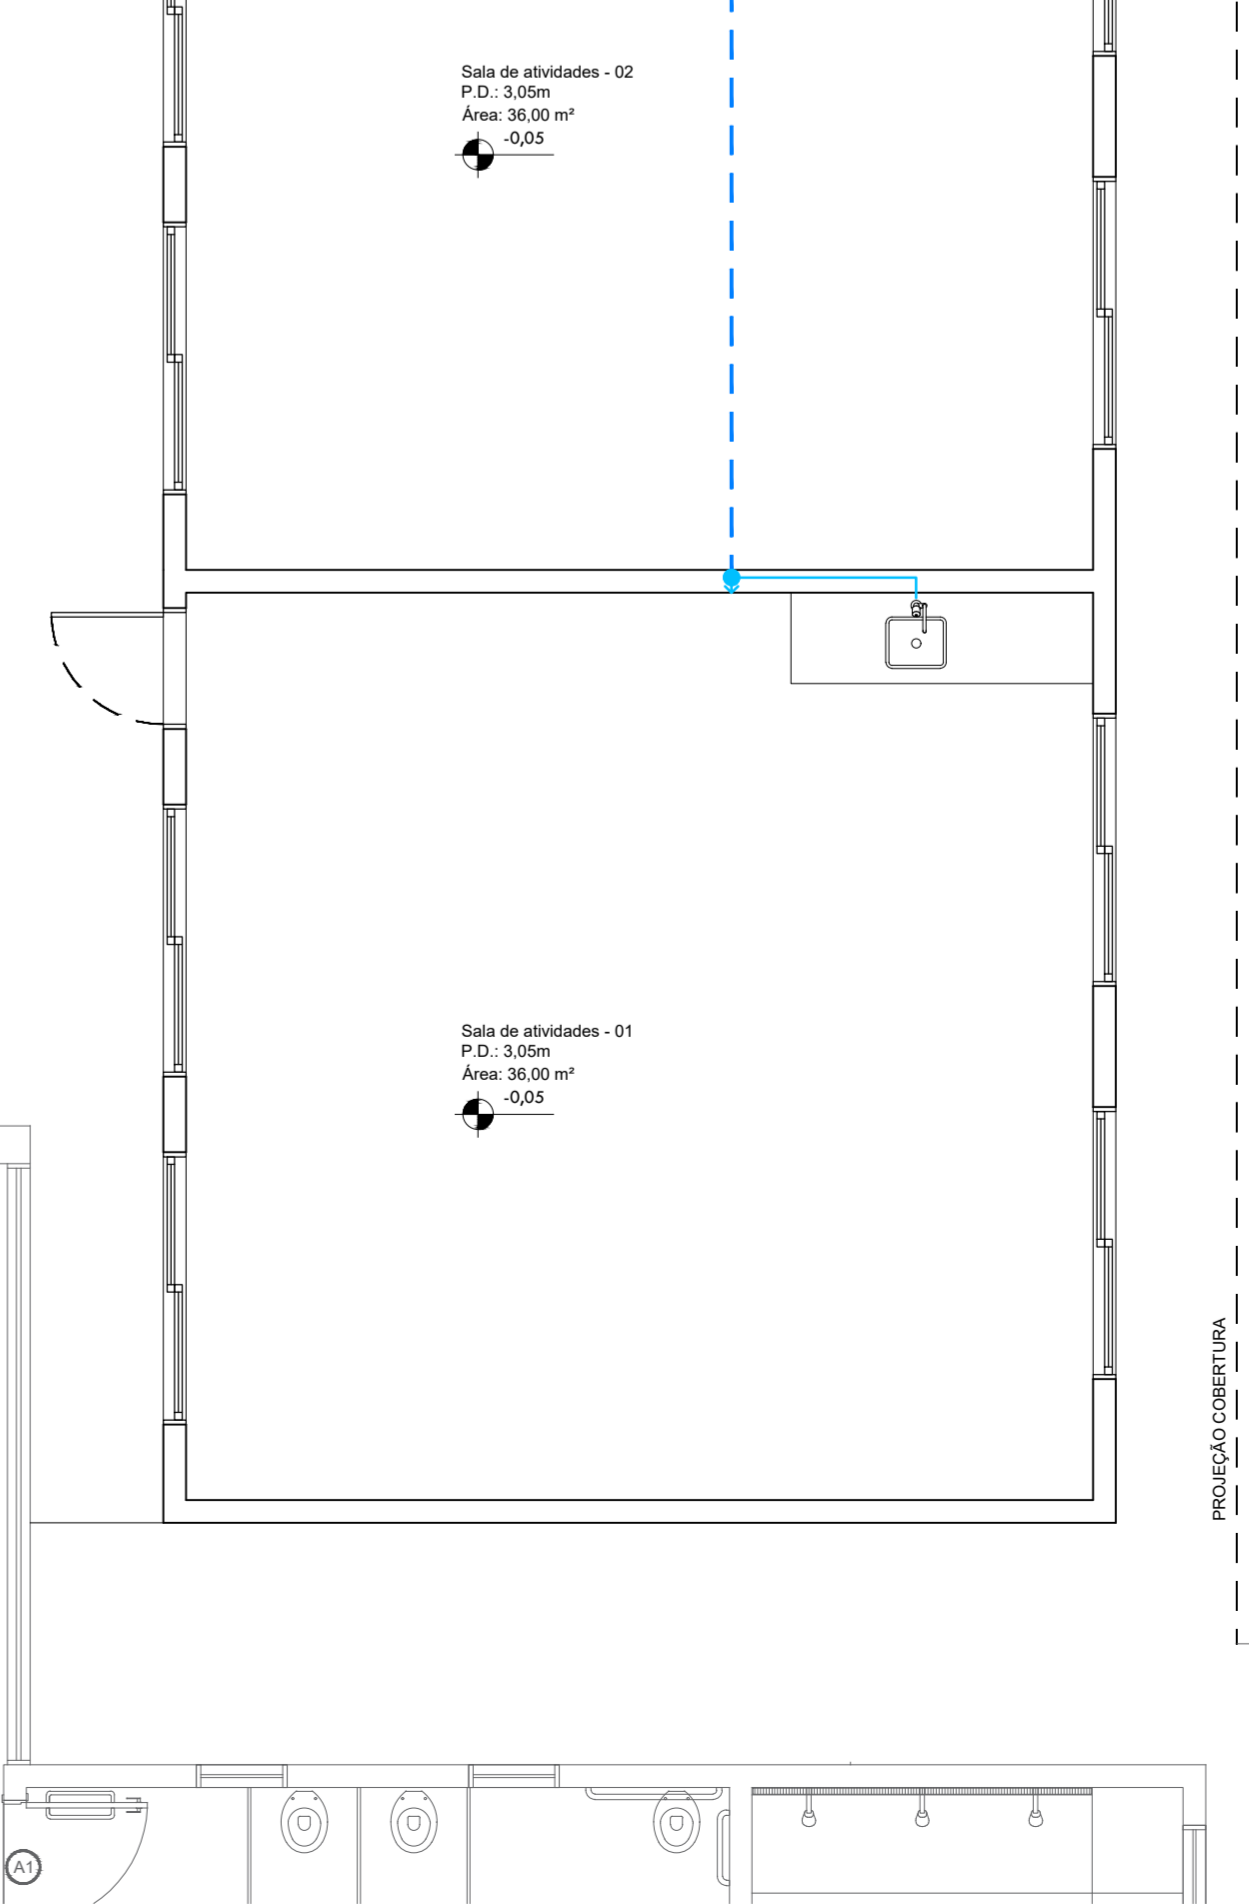 Sala de atividades - 02
P.D.: 3,05m
Área: 36,00 m²
-0,05
Sala de atividades - 01
P.D.: 3,05m
Área: 36,00 m²
-0,05
PROJEÇÃO COBERTURA
A1